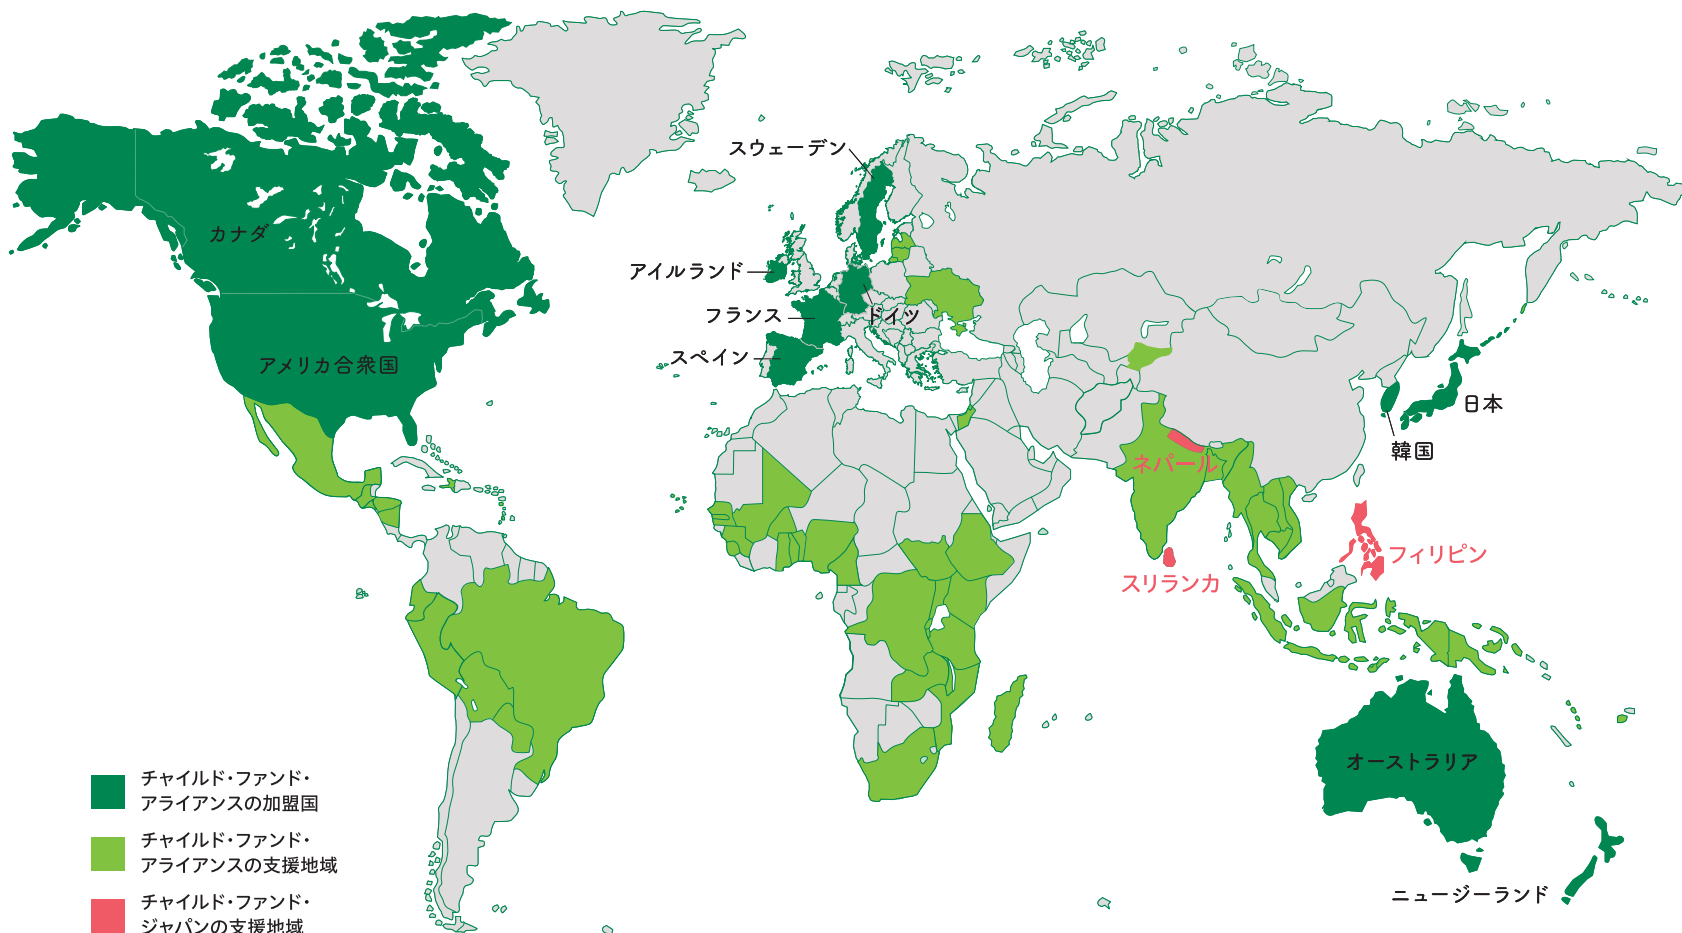 スウェーデン
カナダ
アイルランド
フランス
ドイツ
スペイン
アメリカ合衆国
日本
韓国
ネパール
フィリピン
スリランカ
オーストラリア
ニュージーランド
チャイルド・ファンド・
アライアンスの加盟国
チャイルド・ファンド・
アライアンスの支援地域
チャイルド・ファンド・
ジャパンの支援地域